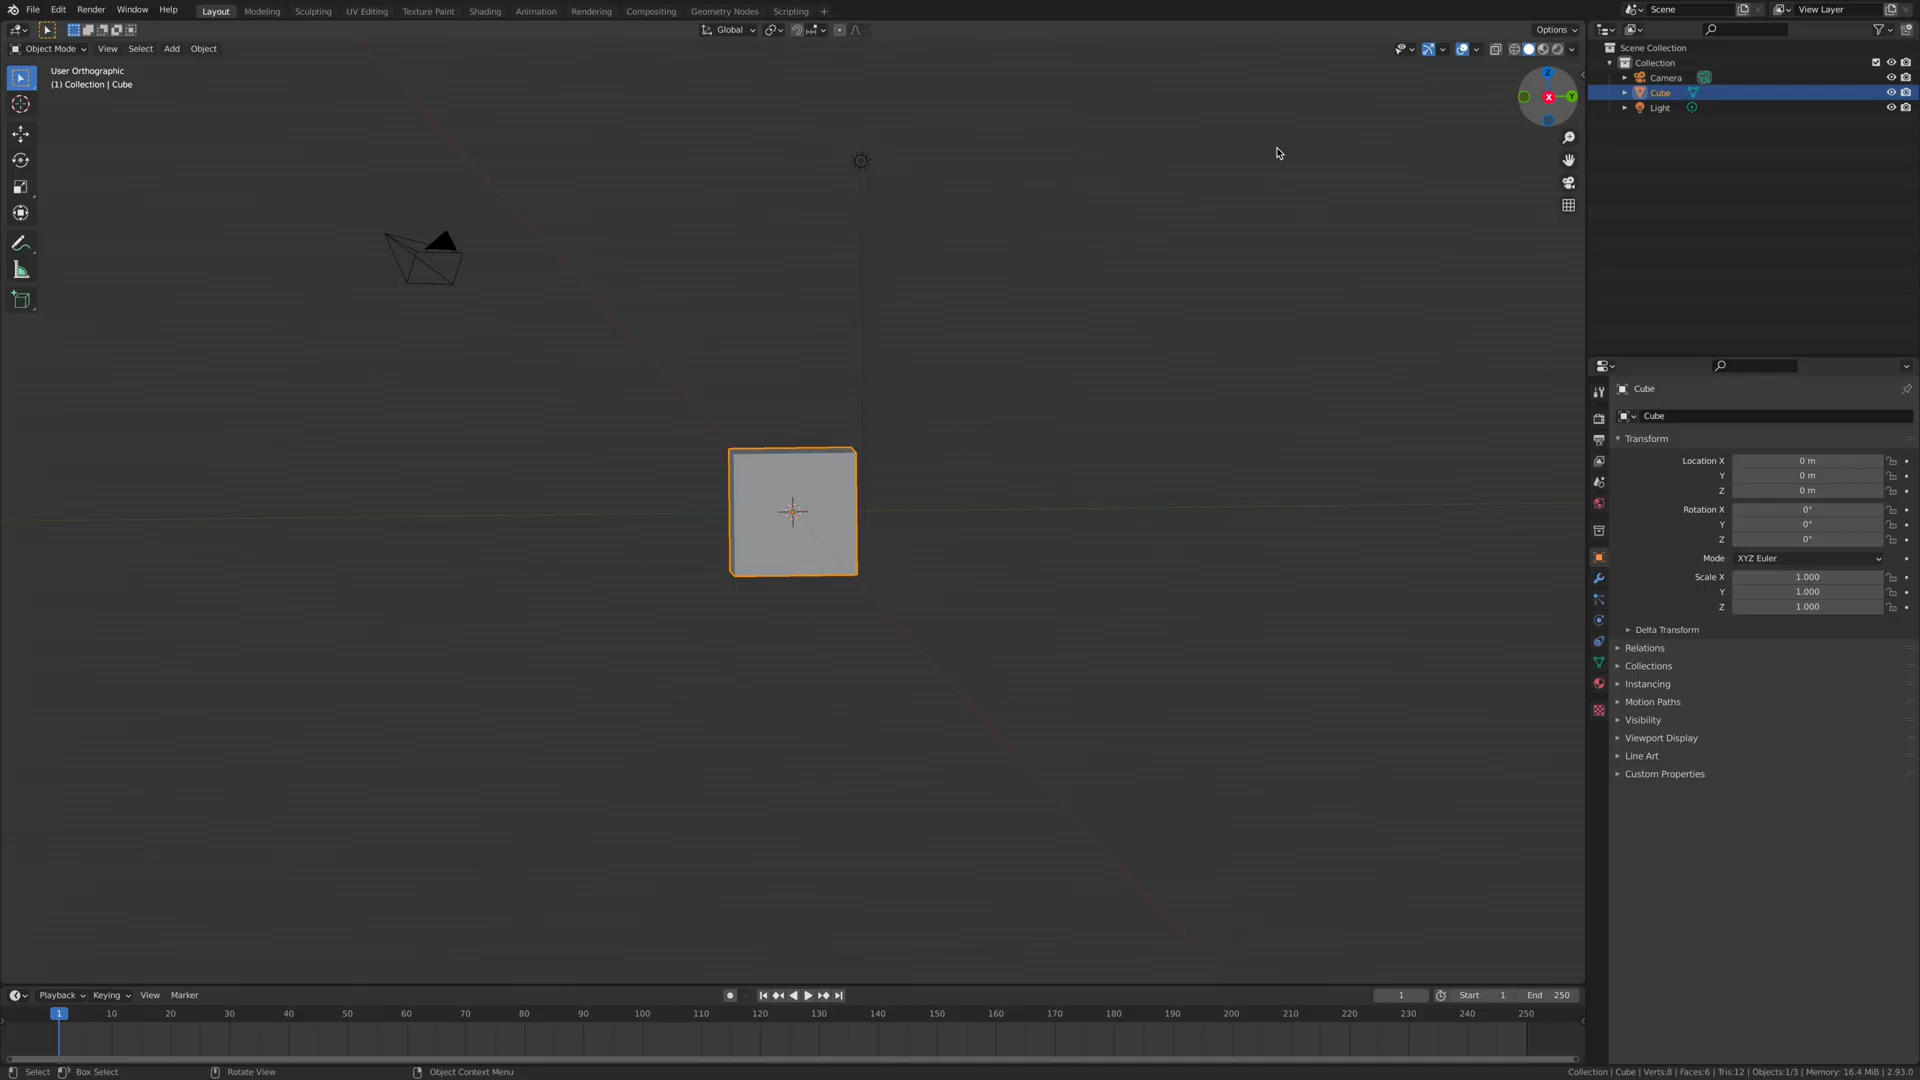 File Edit Render Window Help Layout Modeling Sculpting UV Editing Texture Paint Shading Animation Rendering Compositing Geometry Nodes Scripting + Scene View Layer
Global Options
Object Mode View Select Add Object
User Orthographic
(1) Collection | Cube
Z
X
Y
Scene Collection
Collection
Camera
Cube
Light
Cube
Cube
Transform
Location X 0 m
Y 0 m
Z 0 m
Rotation X 0°
Y 0°
Z 0°
Mode XYZ Euler
Scale X 1.000
Y 1.000
Z 1.000
Delta Transform
Relations
Collections
Instancing
Motion Paths
Visibility
Viewport Display
Line Art
Custom Properties
Playback Keying View Marker 1 Start 1 End 250
1 10 20 30 40 50 60 70 80 90 100 110 120 130 140 150 160 170 180 190 200 210 220 230 240 250
Select Box Select Rotate View Object Context Menu Collection | Cube | Verts:8 | Faces:6 | Tris:12 | Objects:1/3 | Memory: 16.4 MiB | 2.93.0